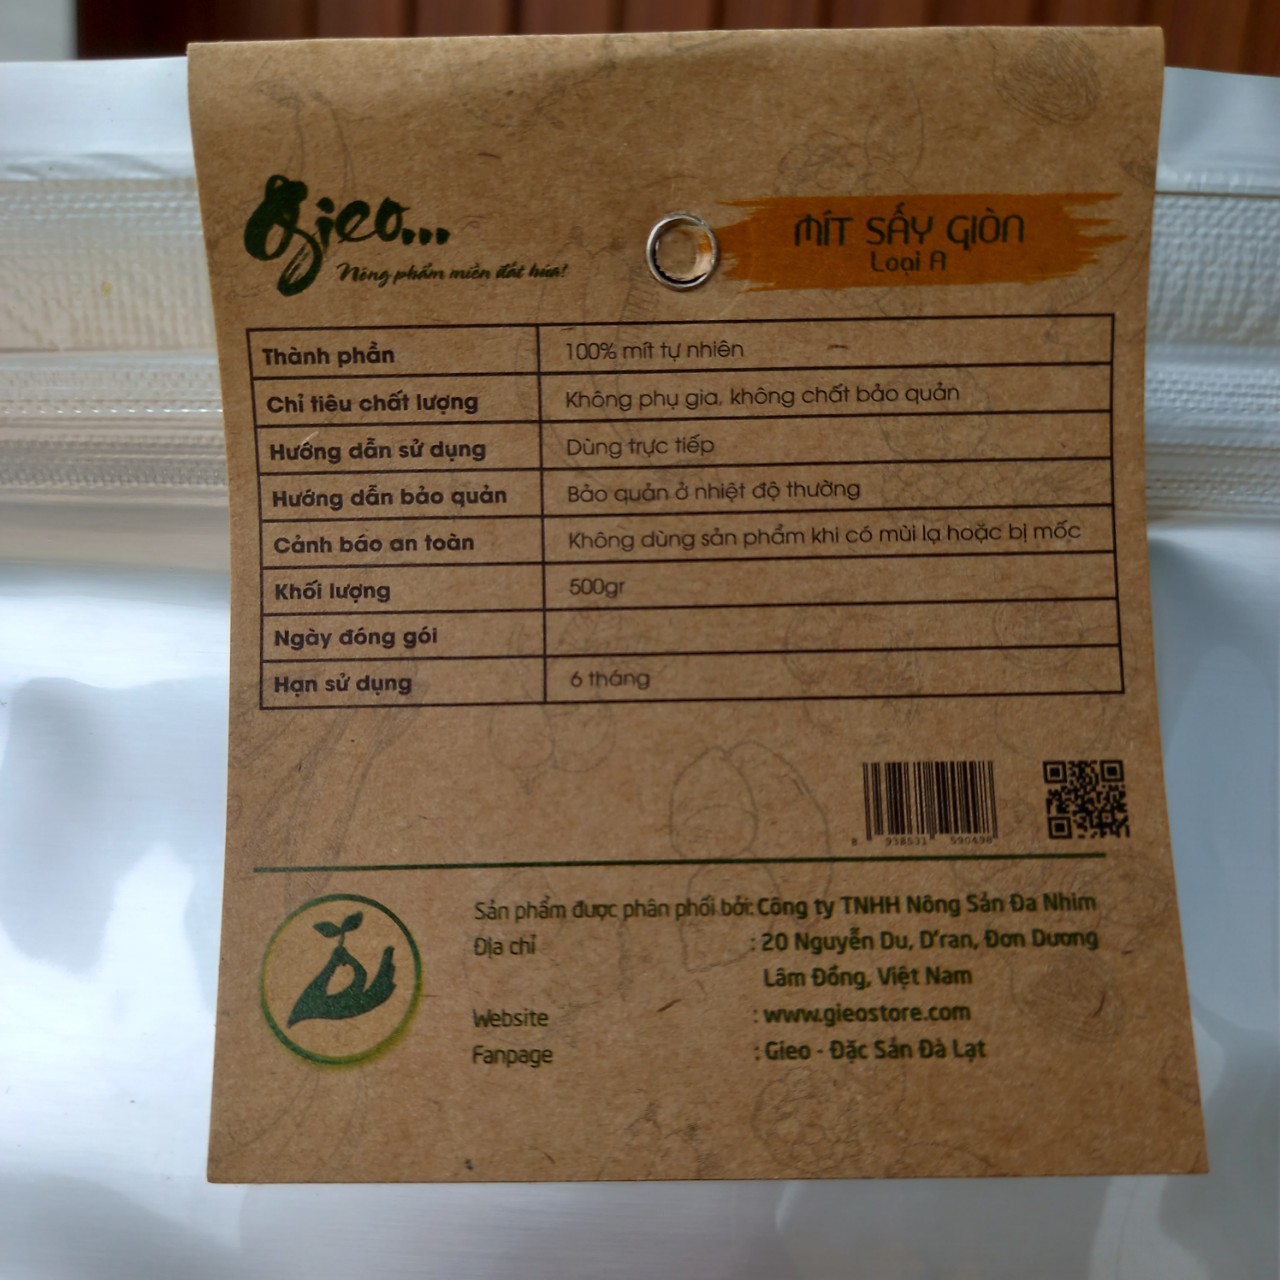 Gieo...
Nông phẩm miền đất hứa!
MÍT SẤY GIÒN
Loại A
Thành phần 100% mít tự nhiên
Chỉ tiêu chất lượng Không phụ gia, không chất bảo quản
Hướng dẫn sử dụng Dùng trực tiếp
Hướng dẫn bảo quản Bảo quản ở nhiệt độ thường
Cảnh báo an toàn Không dùng sản phẩm khi có mùi lạ hoặc bị mốc
Khối lượng 500gr
Ngày đóng gói
Hạn sử dụng 6 tháng
8 938531 590498
Sản phẩm được phân phối bởi: Công ty TNHH Nông Sản Đa Nhim
Địa chỉ : 20 Nguyễn Du, D'ran, Đơn Dương
Lâm Đồng, Việt Nam
Website : www.gieostore.com
Fanpage : Gieo - Đặc Sản Đà Lạt